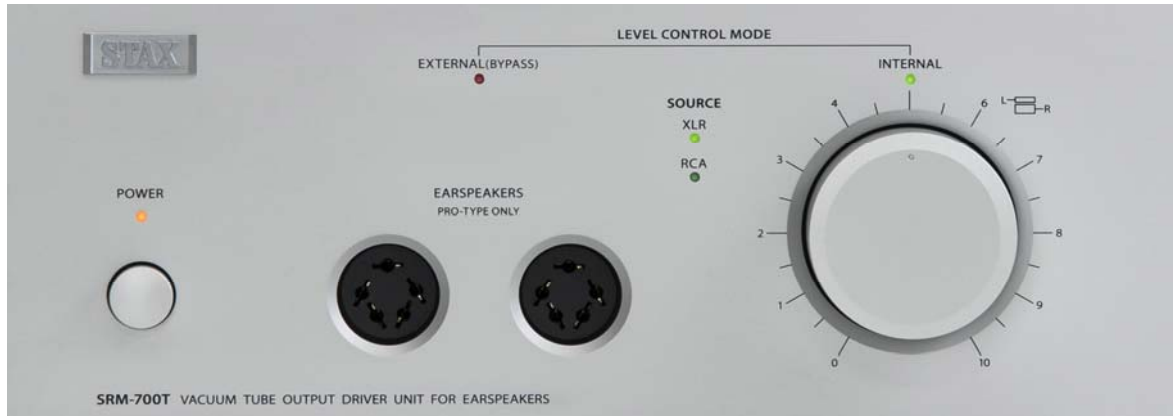 STAX
LEVEL CONTROL MODE
EXTERNAL(BYPASS)
INTERNAL
SOURCE
XLR
RCA
POWER
EARSPEAKERS
PRO-TYPE ONLY
L R
0
1
2
3
4
6
7
8
9
10
SRM-700T VACUUM TUBE OUTPUT DRIVER UNIT FOR EARSPEAKERS